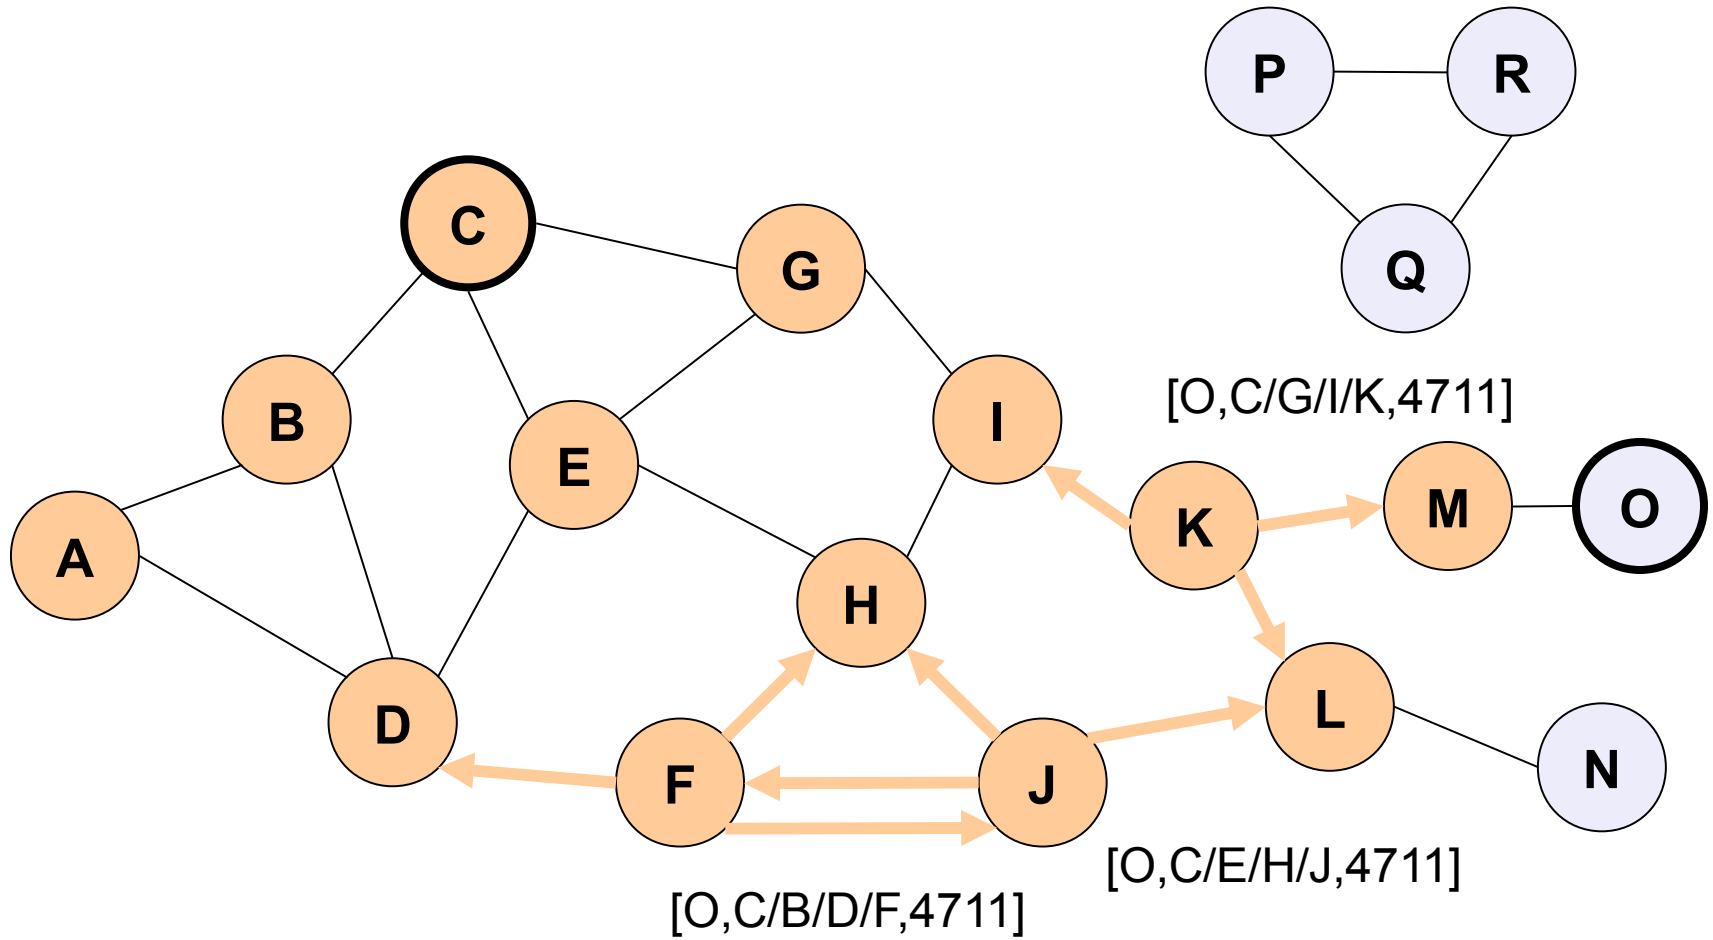 P
R
C
G
Q
[O,C/G/I/K,4711]
B
I
E
M
O
K
A
H
L
D
N
F
J
[O,C/E/H/J,4711]
[O,C/B/D/F,4711]